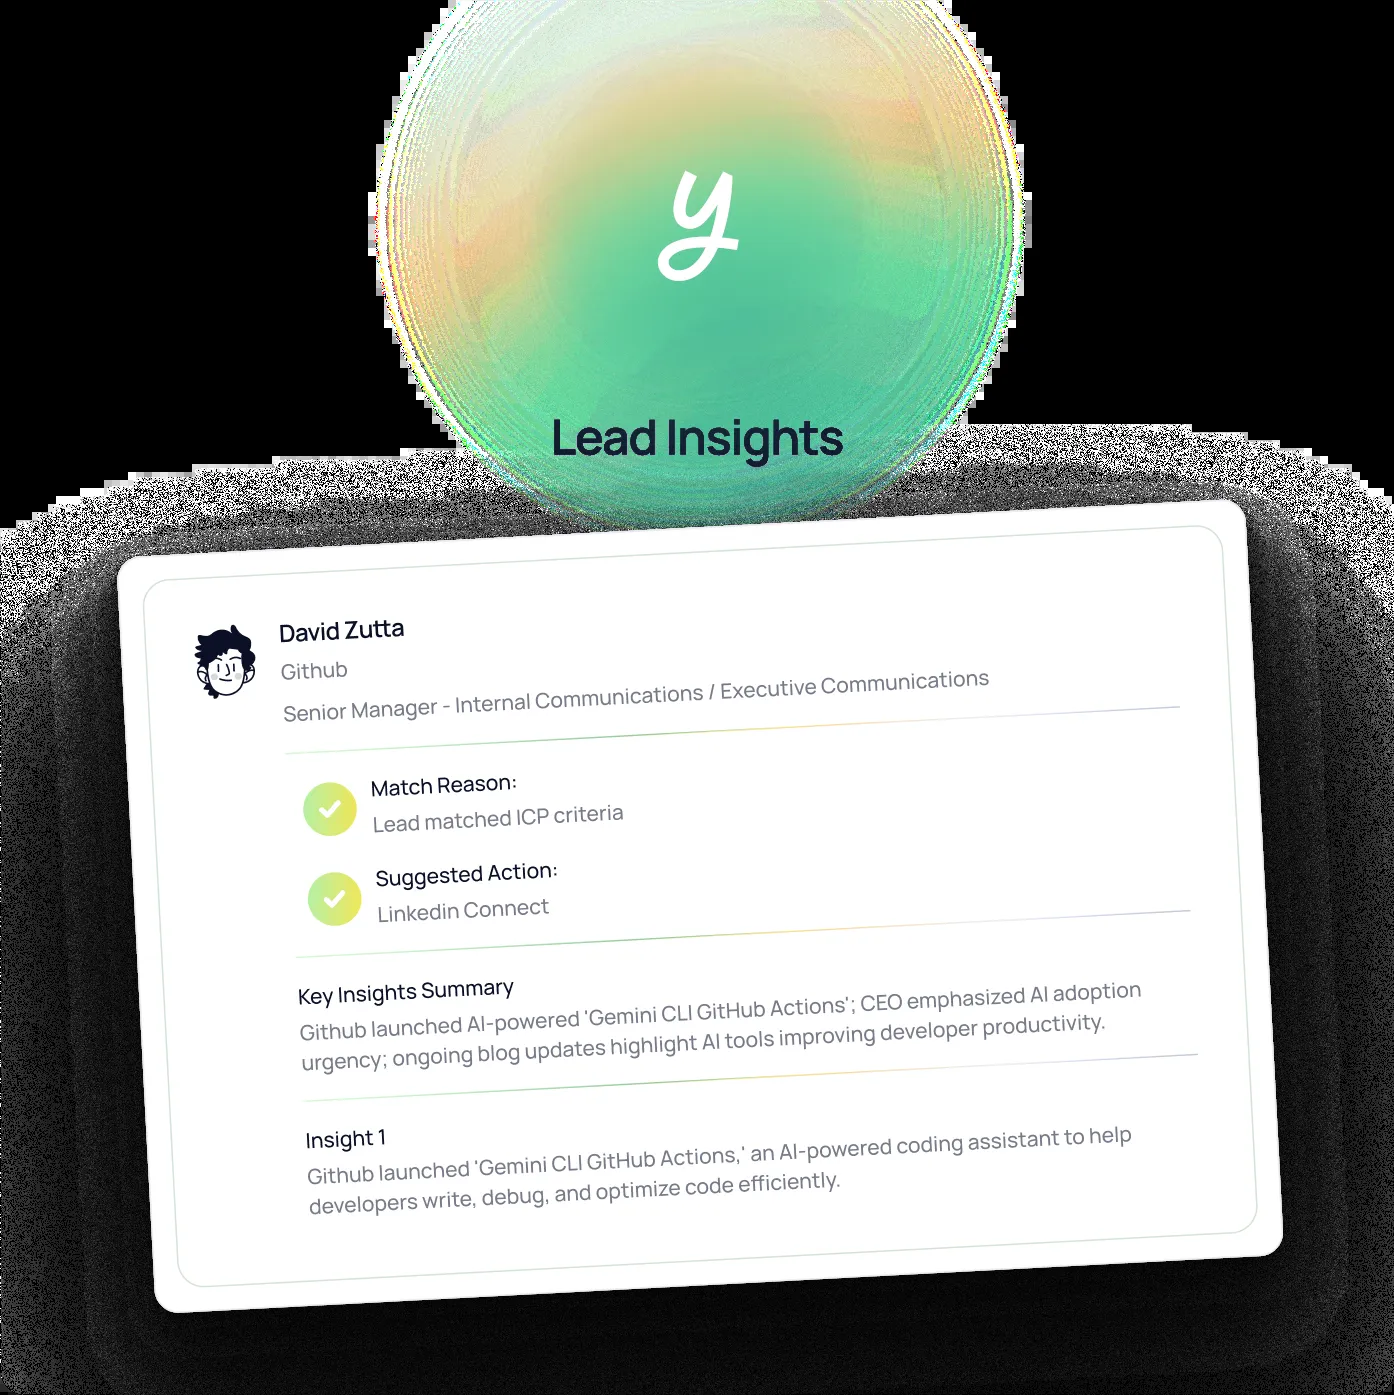 y
Lead Insights
David Zutta
Github
Senior Manager - Internal Communications / Executive Communications
Match Reason:
Lead matched ICP criteria
Suggested Action:
Linkedin Connect
Key Insights Summary
Github launched AI-powered 'Gemini CLI GitHub Actions'; CEO emphasized AI adoption
urgency; ongoing blog updates highlight AI tools improving developer productivity.
Insight 1
Github launched 'Gemini CLI GitHub Actions,' an AI-powered coding assistant to help
developers write, debug, and optimize code efficiently.